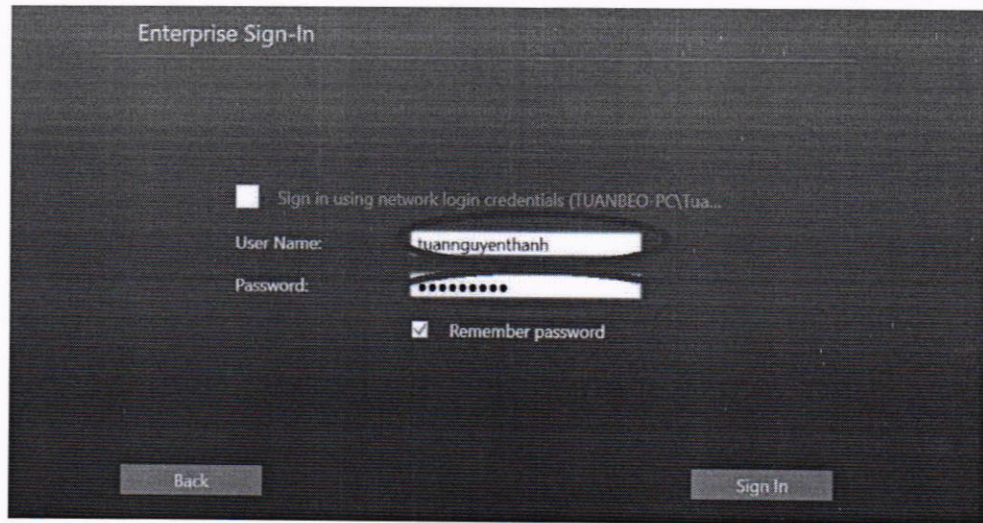 Enterprise Sign-In
Sign in using network login credentials (TUANBEO-PC\Tua...
User Name:
tuannguyenthanh
Password:
•••••••••
Remember password
Back
Sign In